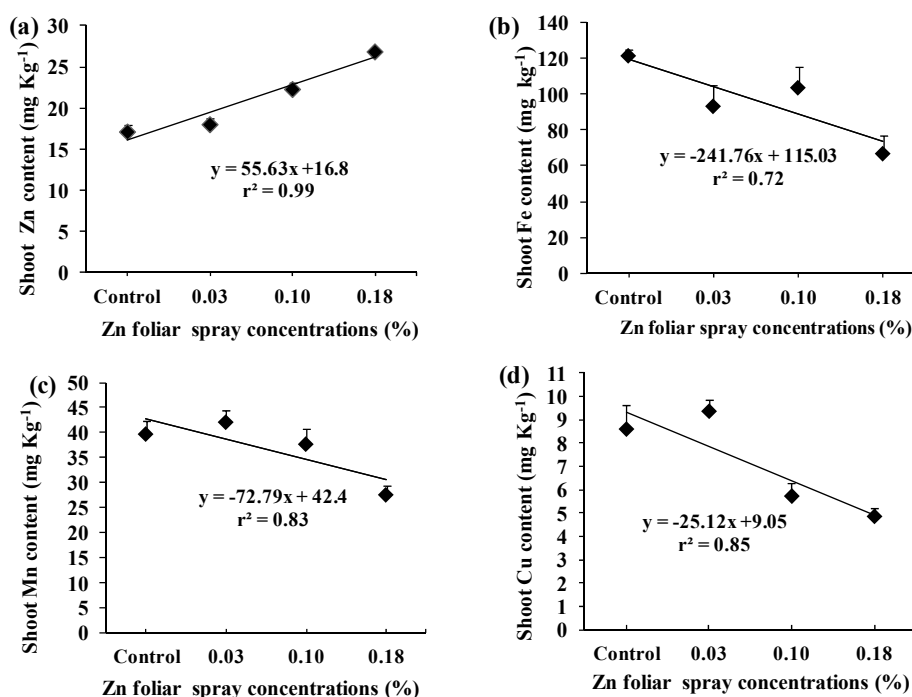 (a)
30
25
20
15
10
5
0
Shoot Zn content (mg Kg⁻¹)
y = 55.63x +16.8
r² = 0.99
Control 0.03 0.10 0.18
Zn foliar spray concentrations (%)
(b)
140
120
100
80
60
40
20
0
Shoot Fe content (mg kg⁻¹)
y = -241.76x + 115.03
r² = 0.72
Control 0.03 0.10 0.18
Zn foliar spray concentrations (%)
(c)
50
45
40
35
30
25
20
15
10
5
0
Shoot Mn content (mg Kg⁻¹)
y = -72.79x + 42.4
r² = 0.83
Control 0.03 0.10 0.18
Zn foliar spray concentrations (%)
(d)
11
10
9
8
7
6
5
4
3
2
1
0
Shoot Cu content (mg Kg⁻¹)
y = -25.12x +9.05
r² = 0.85
Control 0.03 0.10 0.18
Zn foliar spray concentrations (%)